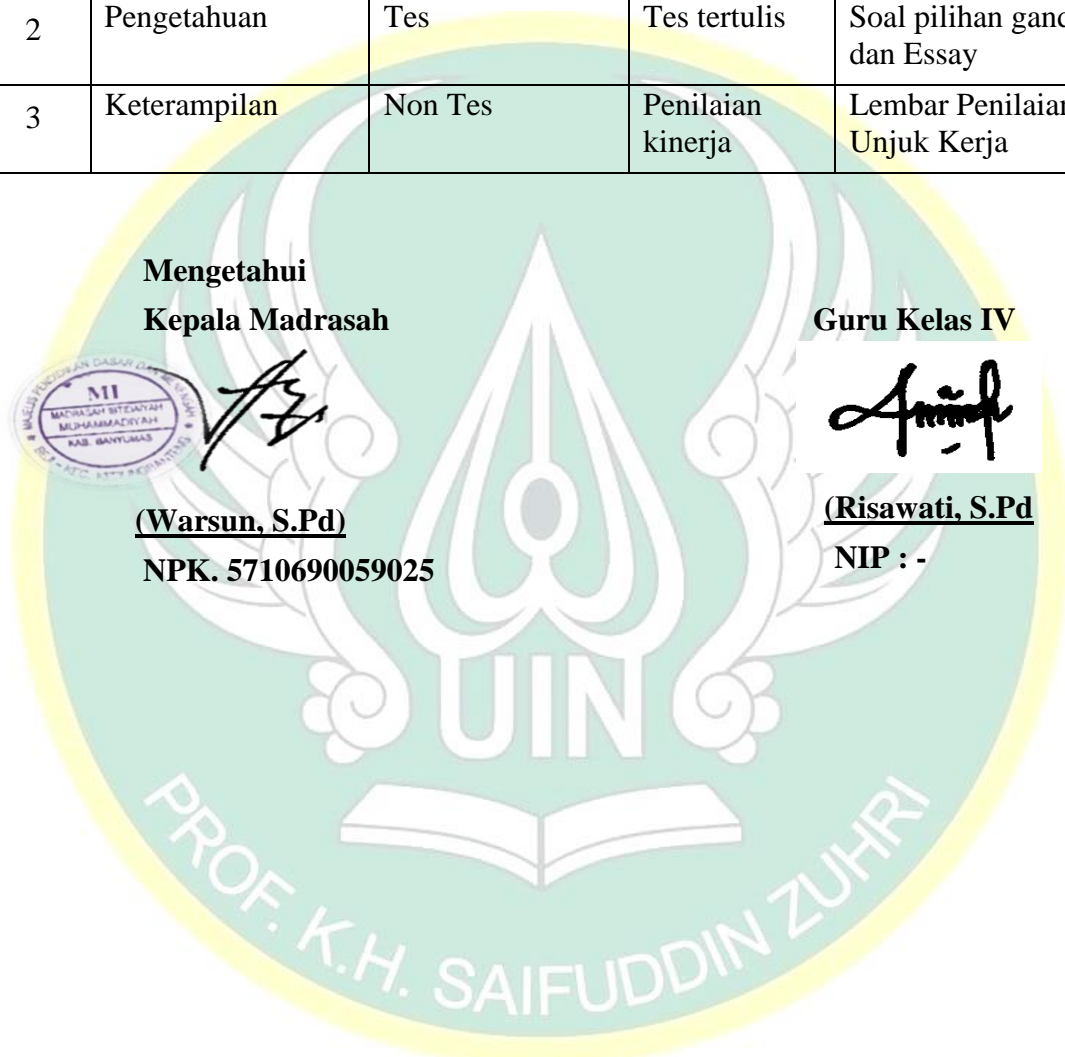 2 Pengetahuan Tes Tes tertulis Soal pilihan gand
dan Essay
3 Keterampilan Non Tes Penilaian Lembar Penilaian
kinerja Unjuk Kerja
Mengetahui
Kepala Madrasah Guru Kelas IV
MI
MADRASAH IBTIDAIYAH
MUHAMMADIYAH
KAB. BANYUMAS
(Warsun, S.Pd) (Risawati, S.Pd
NPK. 5710690059025 NIP : -
UIN
PROF. K.H. SAIFUDDIN ZUHRI